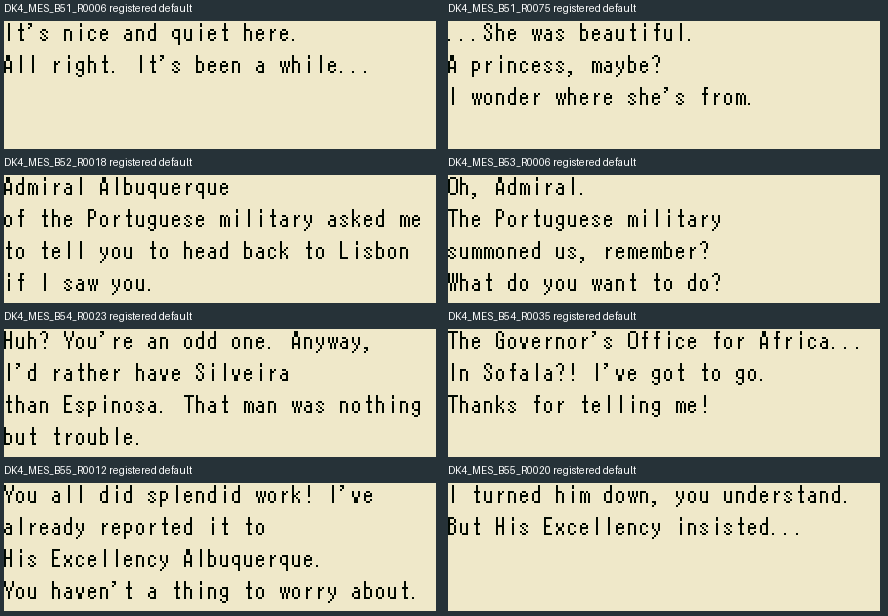 DK4_MES_B51_R0006 registered default
It's nice and quiet here.
All right. It's been a while...
DK4_MES_B51_R0075 registered default
...She was beautiful.
A princess, maybe?
I wonder where she's from.
DK4_MES_B52_R0018 registered default
Admiral Albuquerque
of the Portuguese military asked me
to tell you to head back to Lisbon
if I saw you.
DK4_MES_B53_R0006 registered default
Oh, Admiral.
The Portuguese military
summoned us, remember?
What do you want to do?
DK4_MES_B54_R0023 registered default
Huh? You're an odd one. Anyway,
I'd rather have Silveira
than Espinosa. That man was nothing
but trouble.
DK4_MES_B54_R0035 registered default
The Governor's Office for Africa...
In Sofala?! I've got to go.
Thanks for telling me!
DK4_MES_B55_R0012 registered default
You all did splendid work! I've
already reported it to
His Excellency Albuquerque.
You haven't a thing to worry about.
DK4_MES_B55_R0020 registered default
I turned him down, you understand.
But His Excellency insisted...